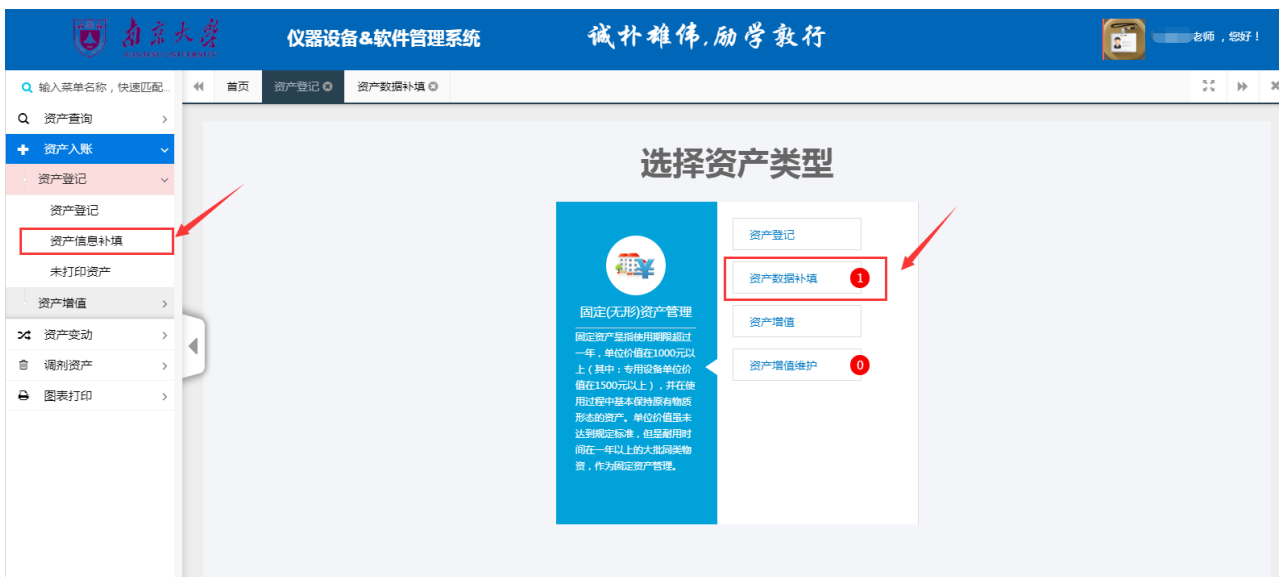 南京大学
NANJING UNIVERSITY
仪器设备&软件管理系统
诚朴雄伟,励学敦行
老师，您好！
输入菜单名称，快速匹配...
首页
资产登记
资产数据补填
资产查询
资产入账
资产登记
资产登记
资产信息补填
未打印资产
资产增值
资产变动
调剂资产
图表打印
选择资产类型
固定(无形)资产管理
固定资产是指使用期限超过
一年，单位价值在1000元以
上（其中：专用设备单位价
值在1500元以上），并在使
用过程中基本保持原有物质
形态的资产。单位价值虽未
达到规定标准，但是耐用时
间在一年以上的大批同类物
资，作为固定资产管理。
资产登记
资产数据补填 1
资产增值
资产增值维护 0